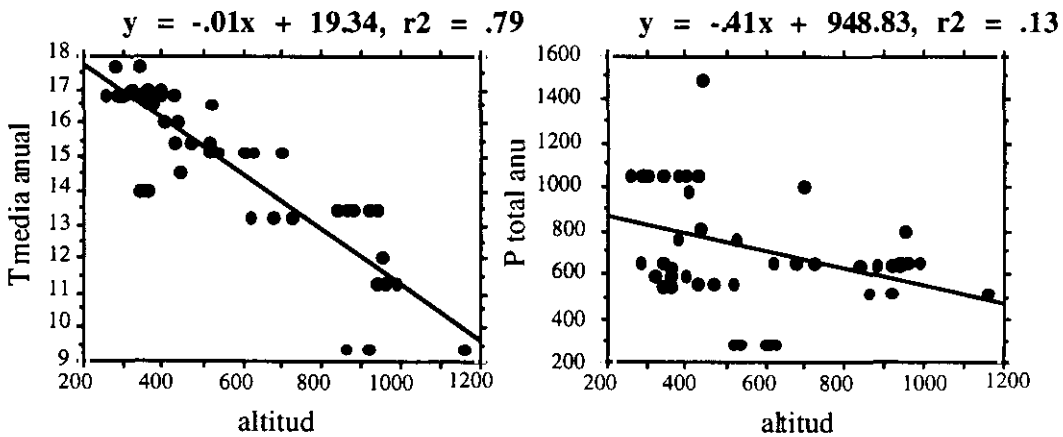 y = -.01x + 19.34, r2 = .79
y = -.41x + 948.83, r2 = .13
18
17
16
15
14
13
12
11
10
9
T media anual
200 400 600 800 1000 1200
altitud
1600
1400
1200
1000
800
600
400
200
P total anu
200 400 600 800 1000 1200
altitud